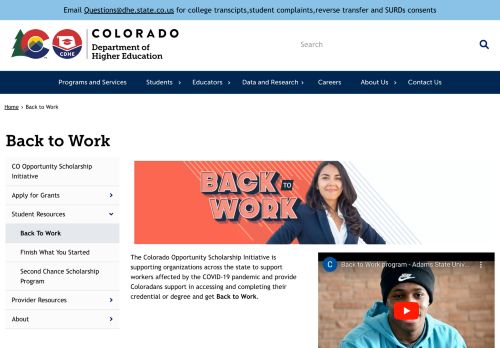 Email Questions@dhe.state.co.us for college transcipts,student complaints,reverse transfer and SURDs consents
CDHE
COLORADO
Department of
Higher Education
Search
Programs and Services
Students
Educators
Data and Research
Careers
About Us
Contact Us
Home > Back to Work
Back to Work
CO Opportunity Scholarship
Initiative
Apply for Grants
Student Resources
Back To Work
Finish What You Started
Second Chance Scholarship
Program
Provider Resources
About
BACK TO
WORK
The Colorado Opportunity Scholarship Initiative is
supporting organizations across the state to support
workers affected by the COVID-19 pandemic and provide
Coloradans support in accessing and completing their
credential or degree and get Back to Work.
C
Back to Work program - Adams State Univ...